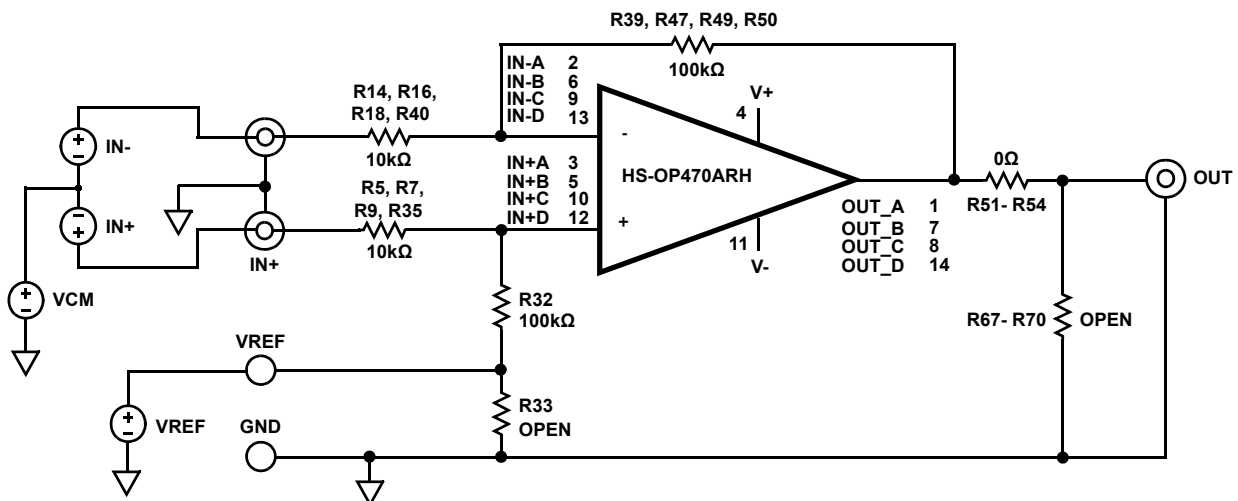 R39, R47, R49, R50
100kΩ
IN-A 2
IN-B 6
IN-C 9
IN-D 13
R14, R16,
R18, R40
10kΩ
V+
4
IN-
-
HS-OP470ARH
0Ω
OUT
R51- R54
IN+A 3
IN+B 5
IN+C 10
IN+D 12
R5, R7,
R9, R35
10kΩ
IN+
+
IN+
11
V-
OUT_A 1
OUT_B 7
OUT_C 8
OUT_D 14
VCM
R32
100kΩ
R67- R70
OPEN
VREF
VREF
R33
OPEN
GND